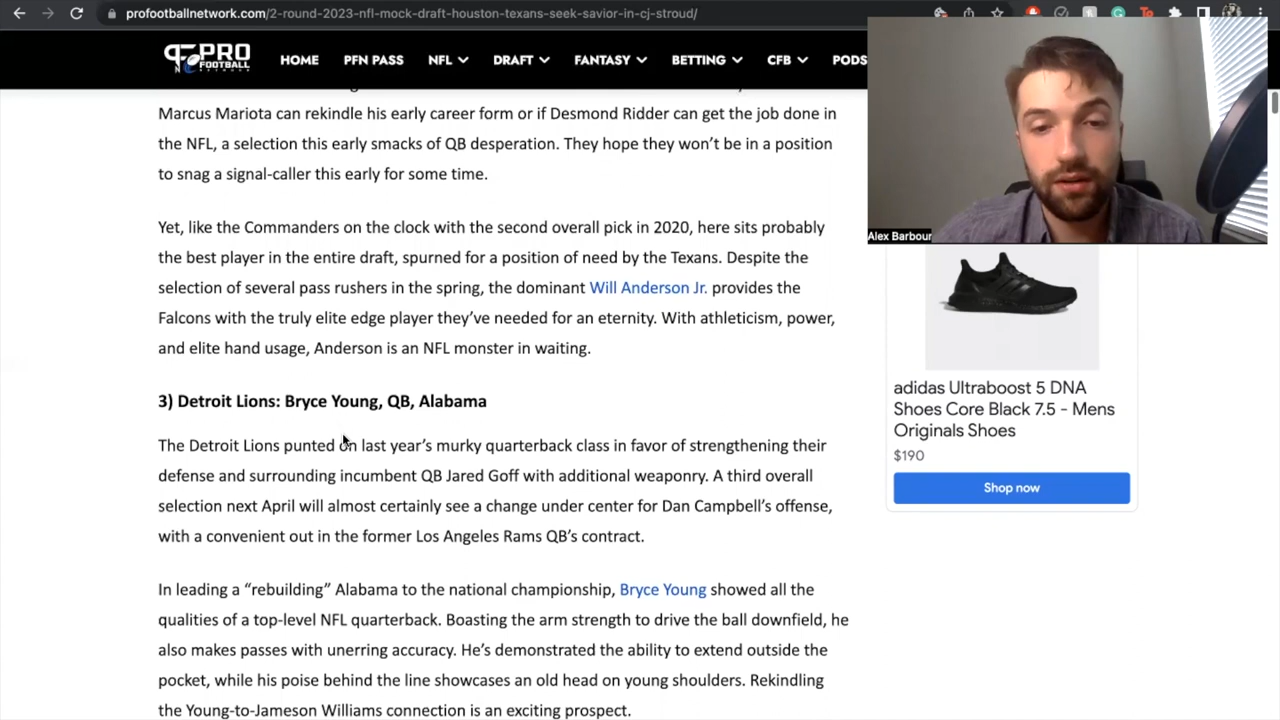 profootballnetwork.com/2-round-2023-nfl-mock-draft-houston-texans-seek-savior-in-cj-stroud/
PRO
FOOTBALL
NETWORK
HOME
PFN PASS
NFL
DRAFT
FANTASY
BETTING
CFB
PODS
Marcus Mariota can rekindle his early career form or if Desmond Ridder can get the job done in
the NFL, a selection this early smacks of QB desperation. They hope they won't be in a position
to snag a signal-caller this early for some time.
Yet, like the Commanders on the clock with the second overall pick in 2020, here sits probably
the best player in the entire draft, spurned for a position of need by the Texans. Despite the
selection of several pass rushers in the spring, the dominant Will Anderson Jr. provides the
Falcons with the truly elite edge player they've needed for an eternity. With athleticism, power,
and elite hand usage, Anderson is an NFL monster in waiting.
3) Detroit Lions: Bryce Young, QB, Alabama
The Detroit Lions punted on last year's murky quarterback class in favor of strengthening their
defense and surrounding incumbent QB Jared Goff with additional weaponry. A third overall
selection next April will almost certainly see a change under center for Dan Campbell's offense,
with a convenient out in the former Los Angeles Rams QB's contract.
In leading a "rebuilding" Alabama to the national championship, Bryce Young showed all the
qualities of a top-level NFL quarterback. Boasting the arm strength to drive the ball downfield, he
also makes passes with unerring accuracy. He's demonstrated the ability to extend outside the
pocket, while his poise behind the line showcases an old head on young shoulders. Rekindling
the Young-to-Jameson Williams connection is an exciting prospect.
Alex Barbour
adidas Ultraboost 5 DNA
Shoes Core Black 7.5 - Mens
Originals Shoes
$190
Shop now